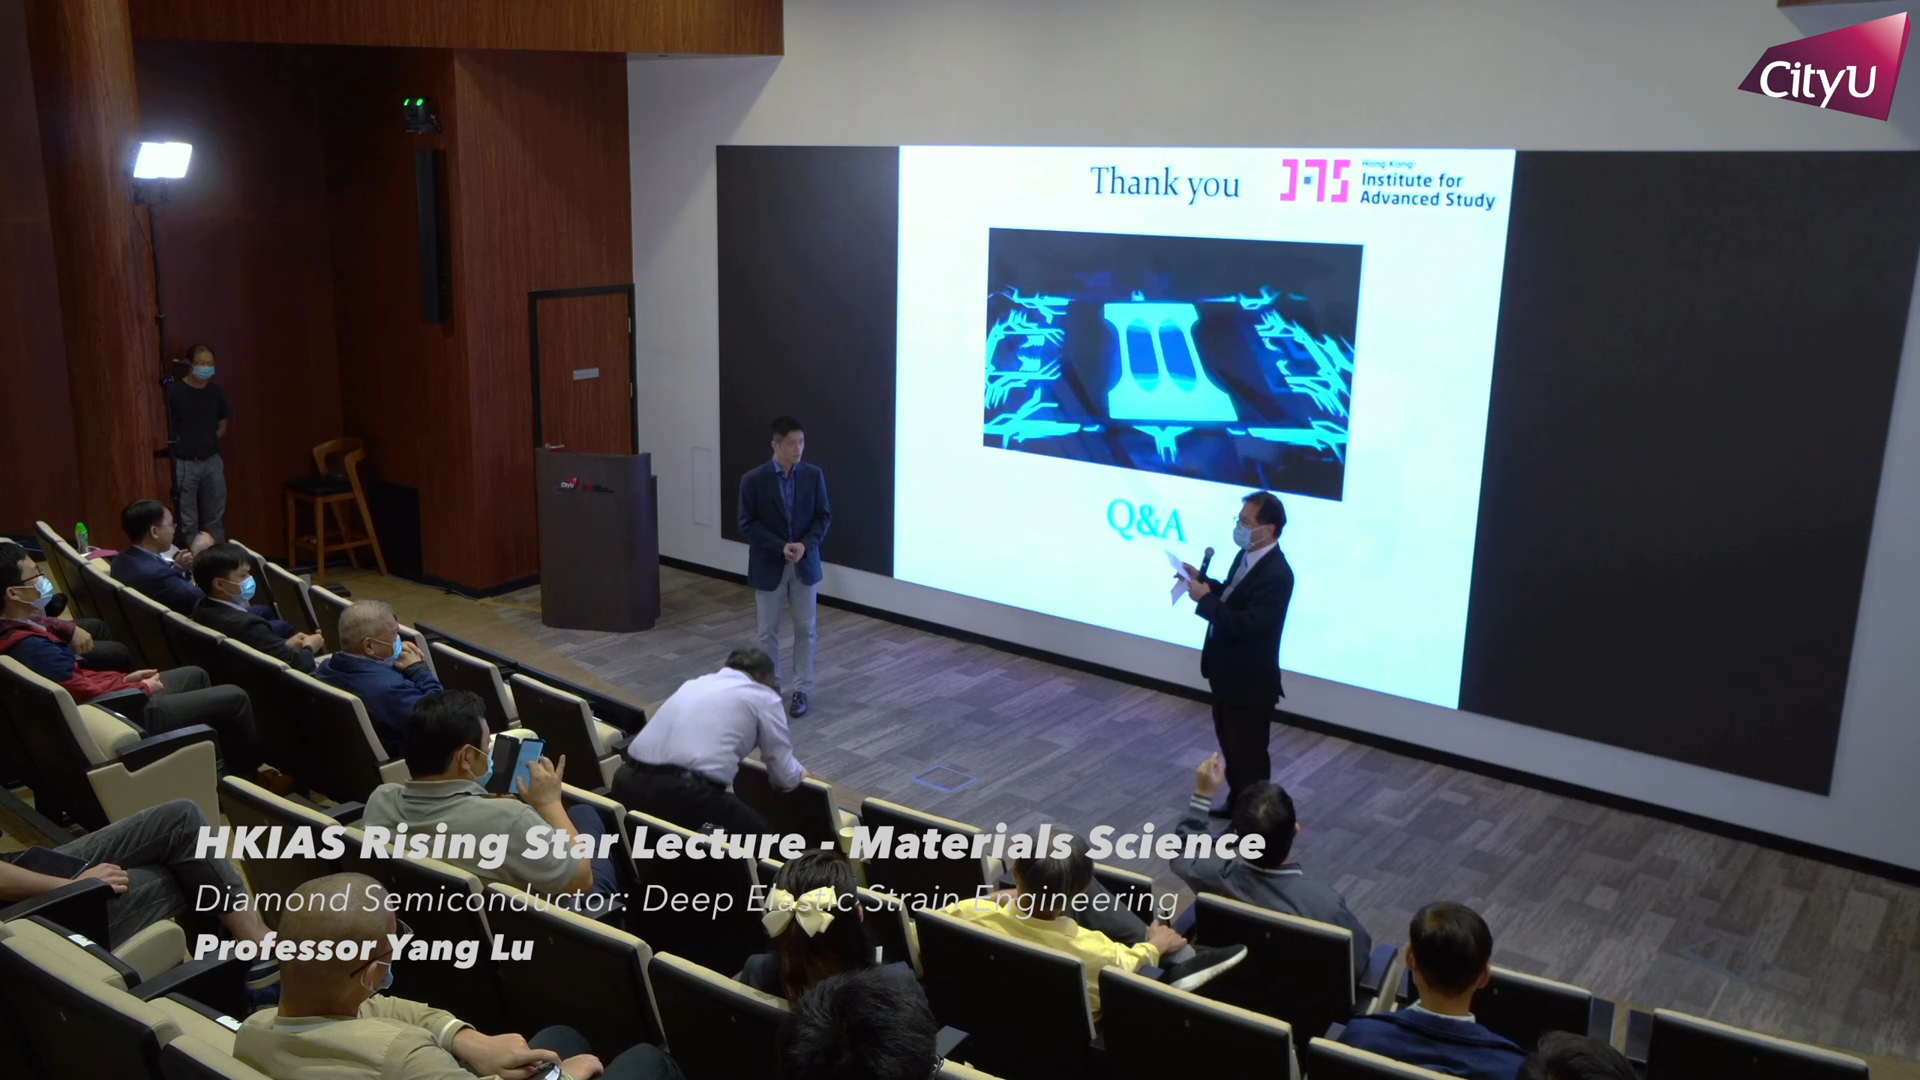 CityU
Thank you
Hong Kong
Institute for
Advanced Study
Q&A
CityU
HKIAS Rising Star Lecture - Materials Science
Diamond Semiconductor: Deep Elastic Strain Engineering
Professor Yang Lu